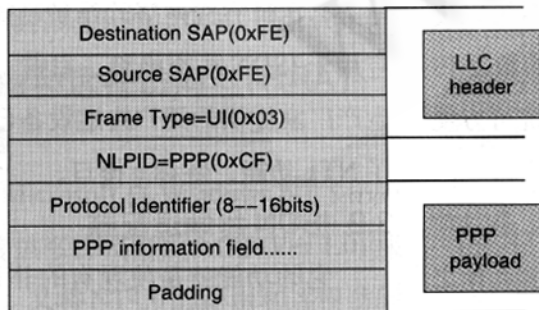 Destination SAP(0xFE)
Source SAP(0xFE)
Frame Type=UI(0x03)
NLPID=PPP(0xCF)
Protocol Identifier (8--16bits)
PPP information field......
Padding
LLC
header
PPP
payload